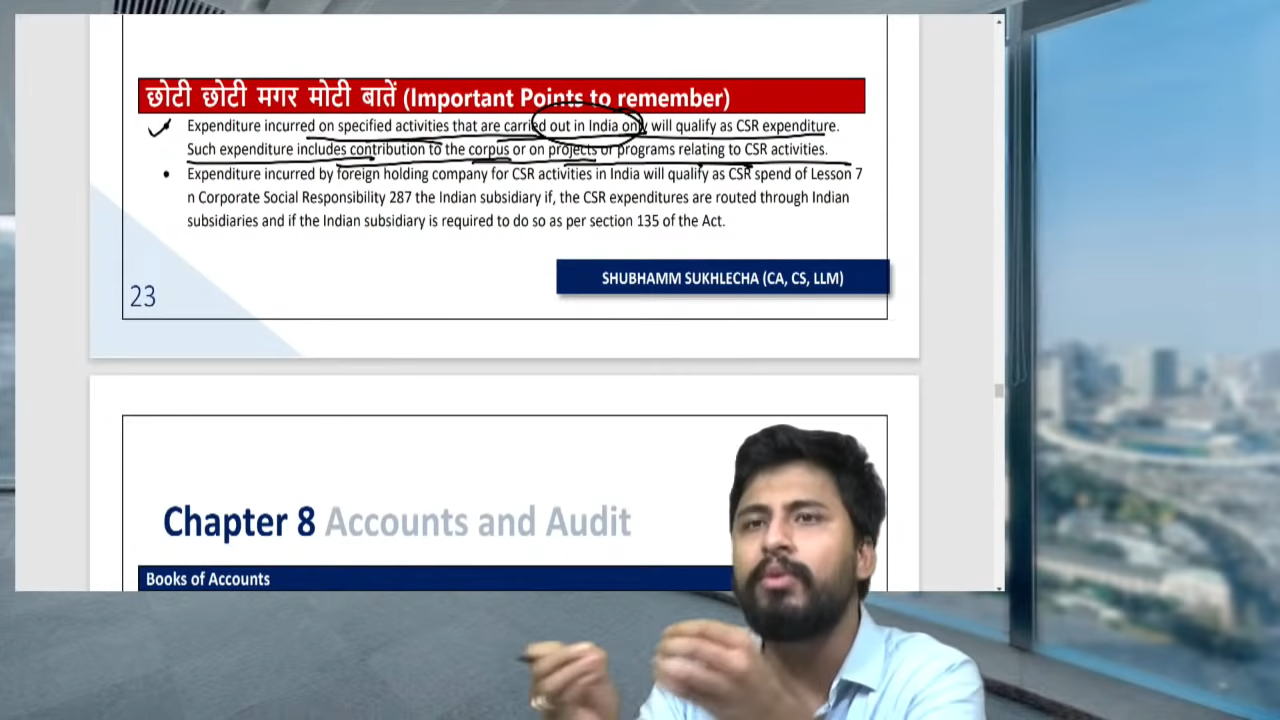 छोटी छोटी मगर मोटी बातें (Important Points to remember)
Expenditure incurred on specified activities that are carried out in India only will qualify as CSR expenditure.
Such expenditure includes contribution to the corpus or on projects or programs relating to CSR activities.
Expenditure incurred by foreign holding company for CSR activities in India will qualify as CSR spend of Lesson 7
n Corporate Social Responsibility 287 the Indian subsidiary if, the CSR expenditures are routed through Indian
subsidiaries and if the Indian subsidiary is required to do so as per section 135 of the Act.
SHUBHAMM SUKHLECHA (CA, CS, LLM)
23
Chapter 8 Accounts and Audit
Books of Accounts